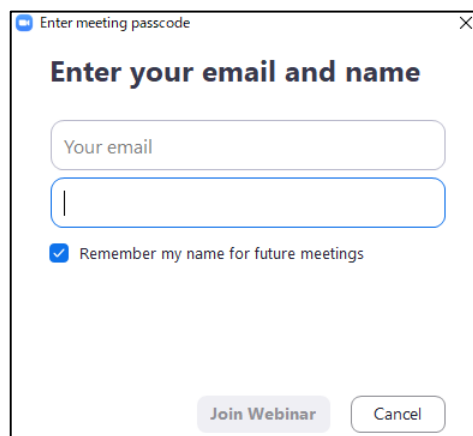 Enter meeting passcode
Enter your email and name
Your email
Remember my name for future meetings
Join Webinar
Cancel